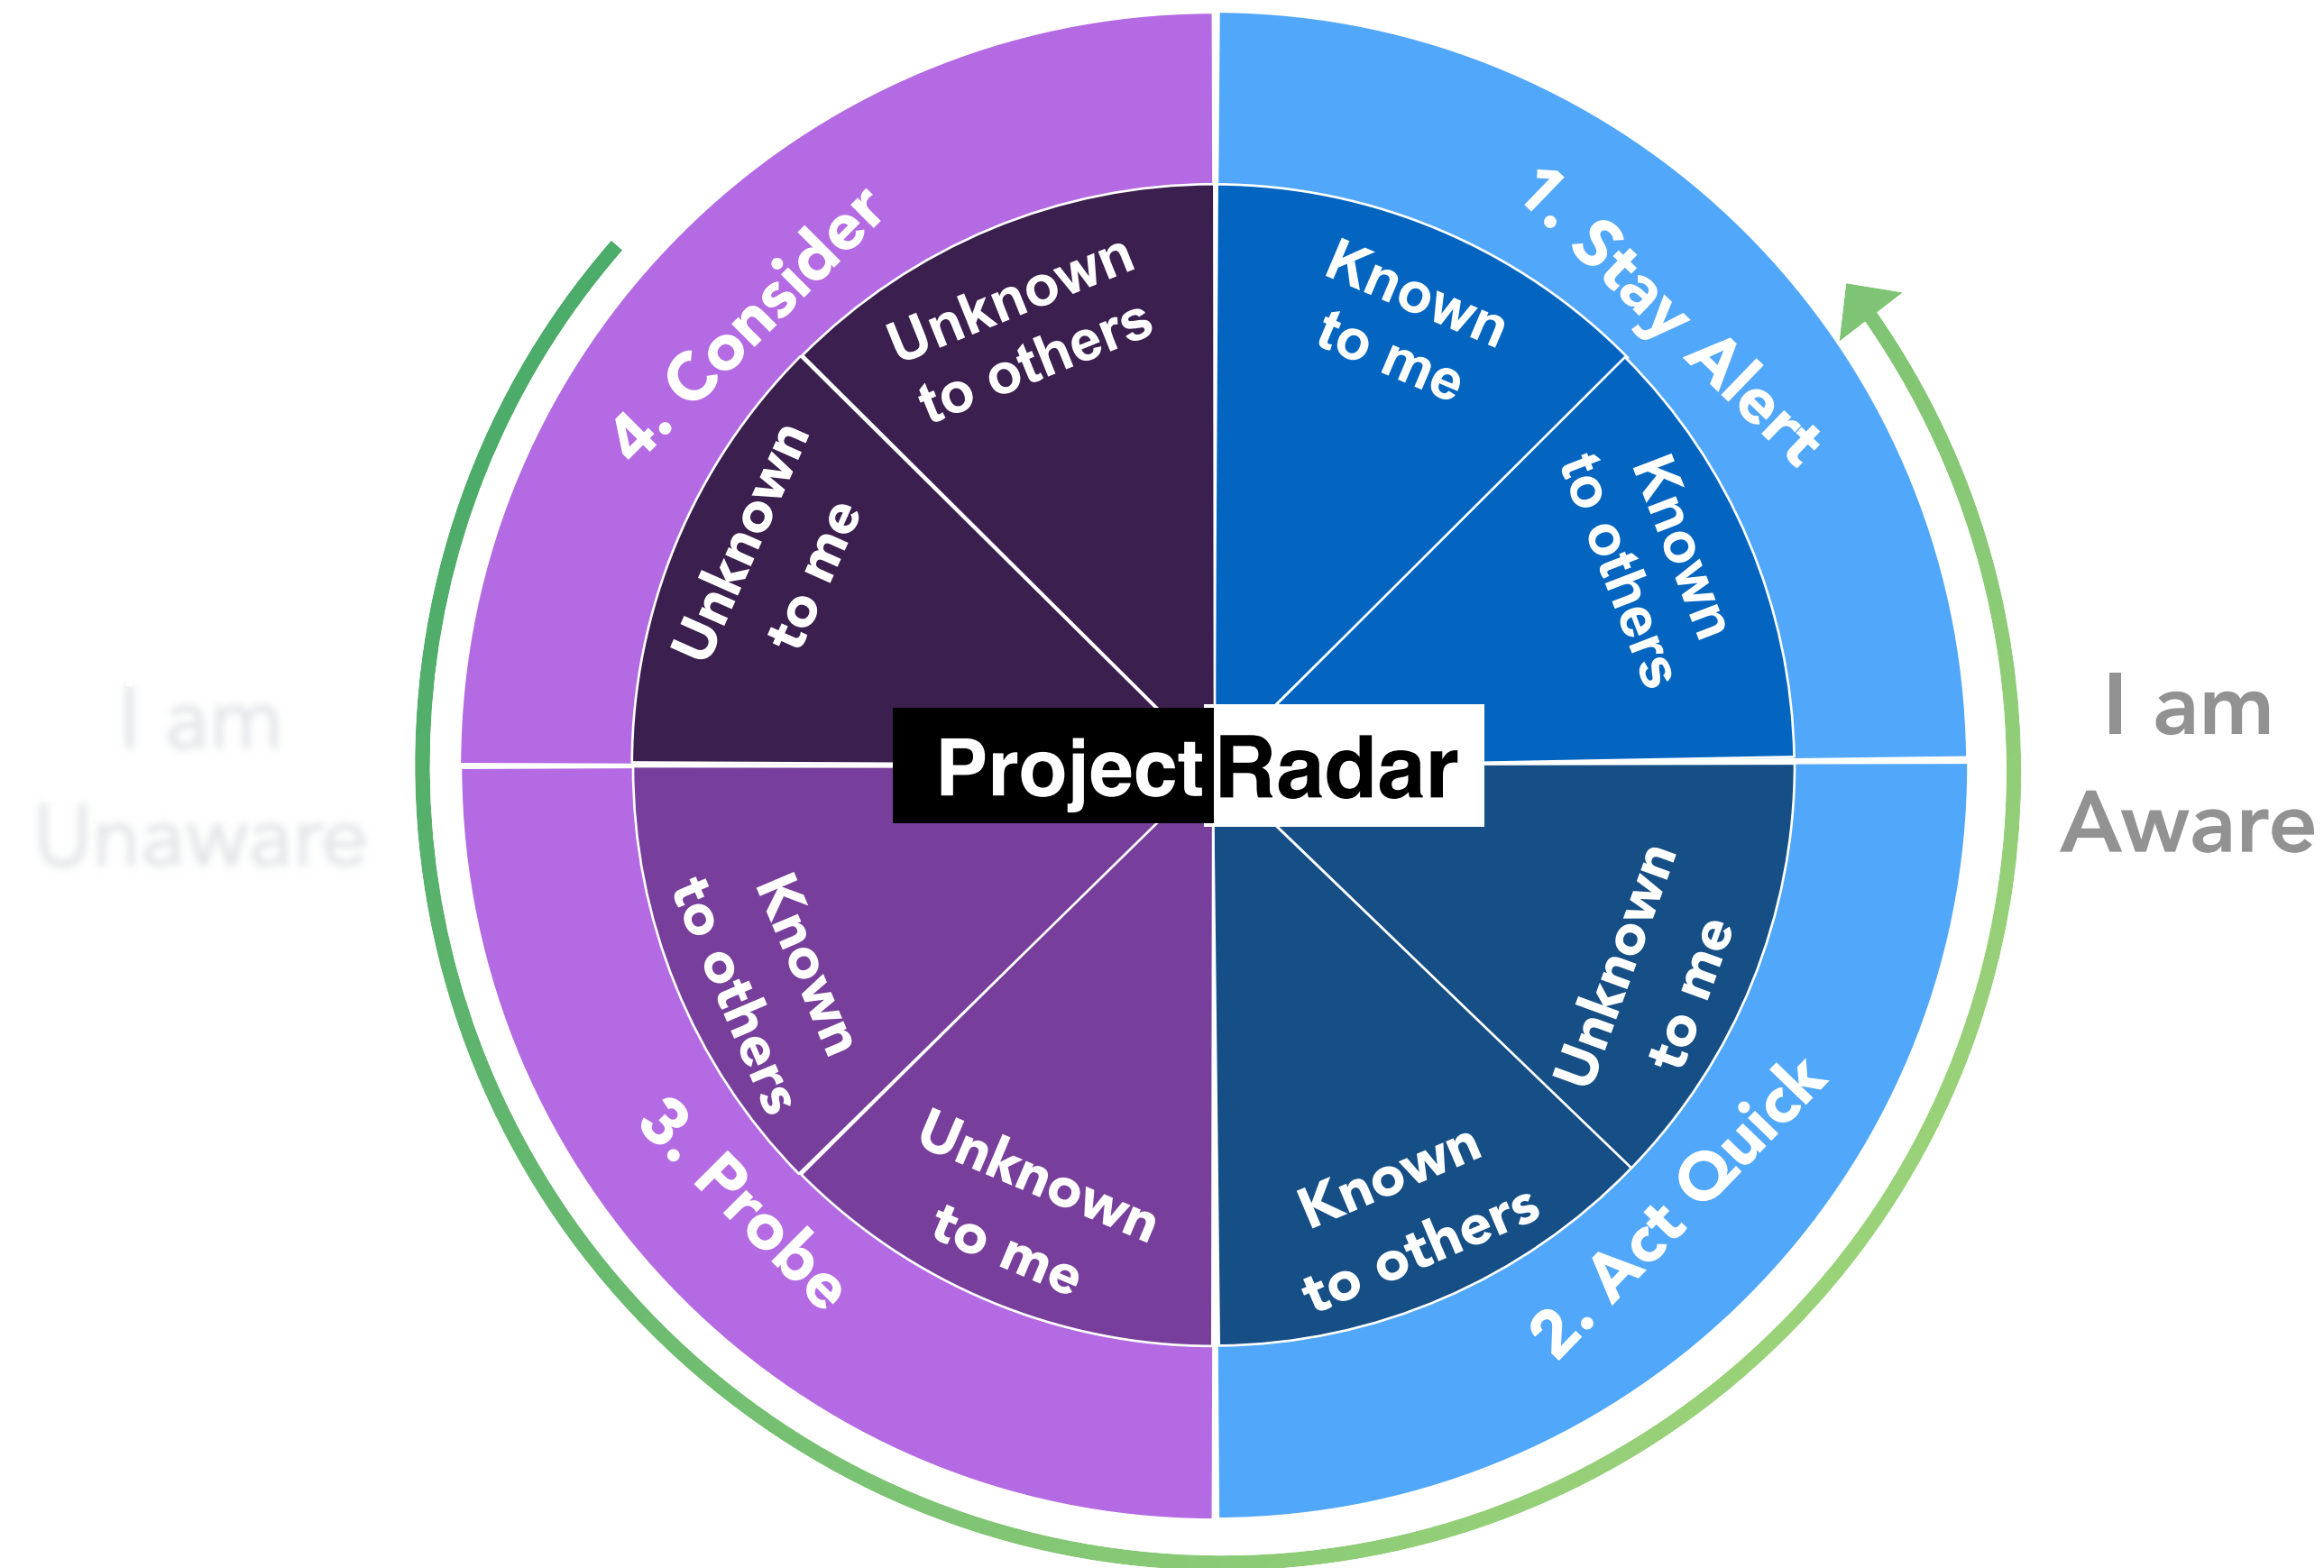 4. Consider
1. Stay Alert
Unknown
to others
Known
to me
Unknown
to me
Known
to others
I am
Unaware
Project Radar
I am
Aware
Known
to others
Unknown
to me
Unknown
to me
Known
to others
3. Probe
2. Act Quick